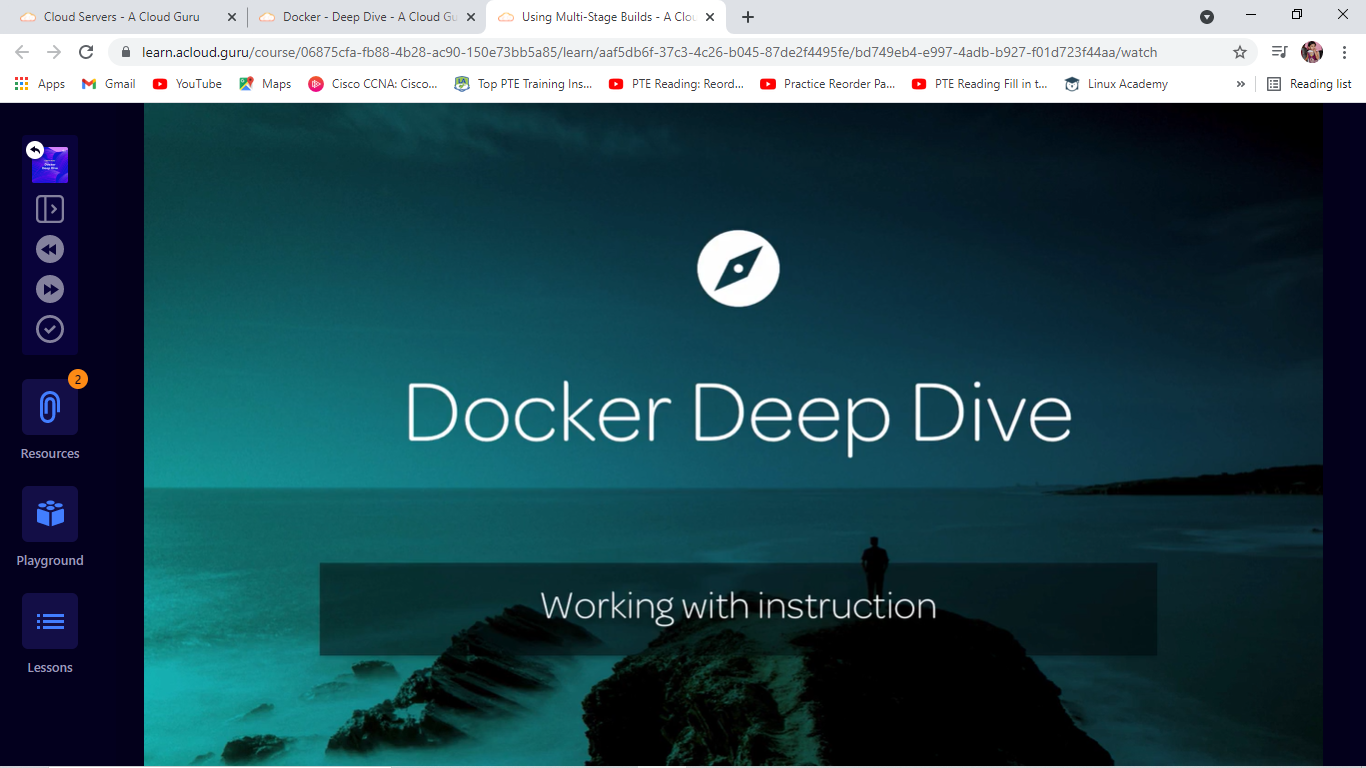 Cloud Servers - A Cloud Guru
Docker - Deep Dive - A Cloud Gu
Using Multi-Stage Builds - A Clou
learn.acloud.guru/course/06875cfa-fb88-4b28-ac90-150e73bb5a85/learn/aaf5db6f-37c3-4c26-b045-87de2f4495fe/bd749eb4-e997-4adb-b927-f01d723f44aa/watch
Apps
Gmail
YouTube
Maps
Cisco CCNA: Cisco...
Top PTE Training Ins...
PTE Reading: Reord...
Practice Reorder Pa...
PTE Reading Fill in t...
Linux Academy
»
Reading list
Docker
Deep Dive
2
Resources
Playground
Lessons
Docker Deep Dive
Working with instruction